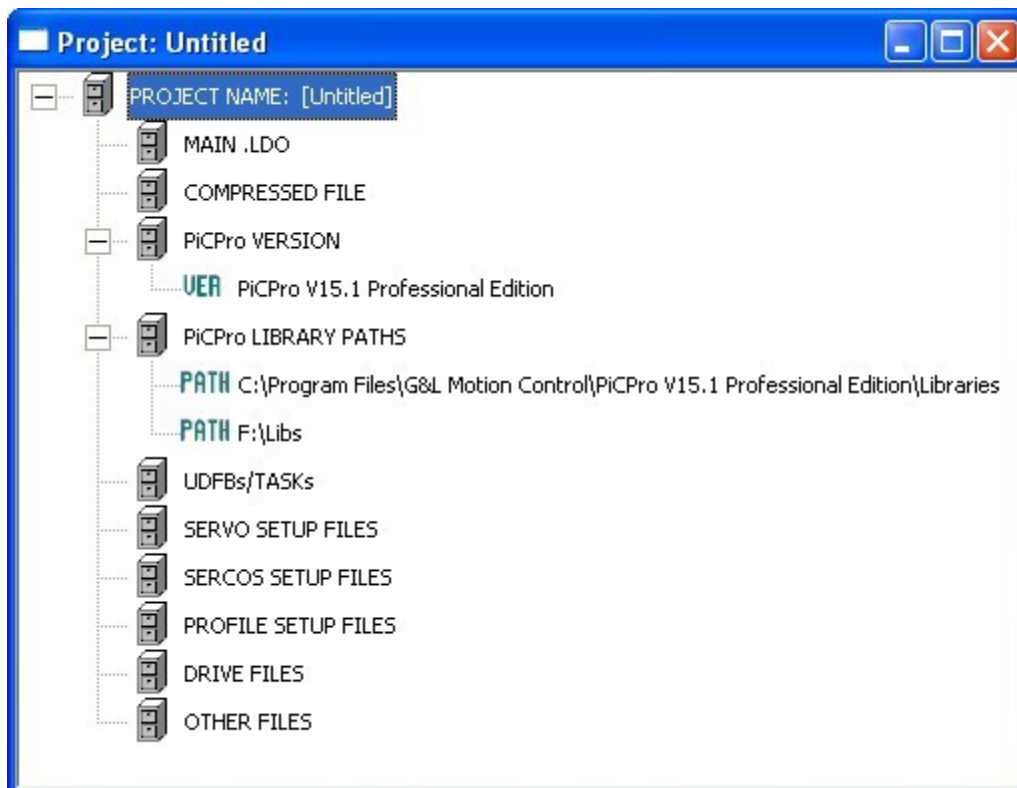 Project: Untitled
PROJECT NAME: [Untitled]
MAIN .LDO
COMPRESSED FILE
PiCPro VERSION
VER PiCPro V15.1 Professional Edition
PiCPro LIBRARY PATHS
PATH C:\Program Files\G&L Motion Control\PiCPro V15.1 Professional Edition\Libraries
PATH F:\Libs
UDFBs/TASKs
SERVO SETUP FILES
SERCOS SETUP FILES
PROFILE SETUP FILES
DRIVE FILES
OTHER FILES